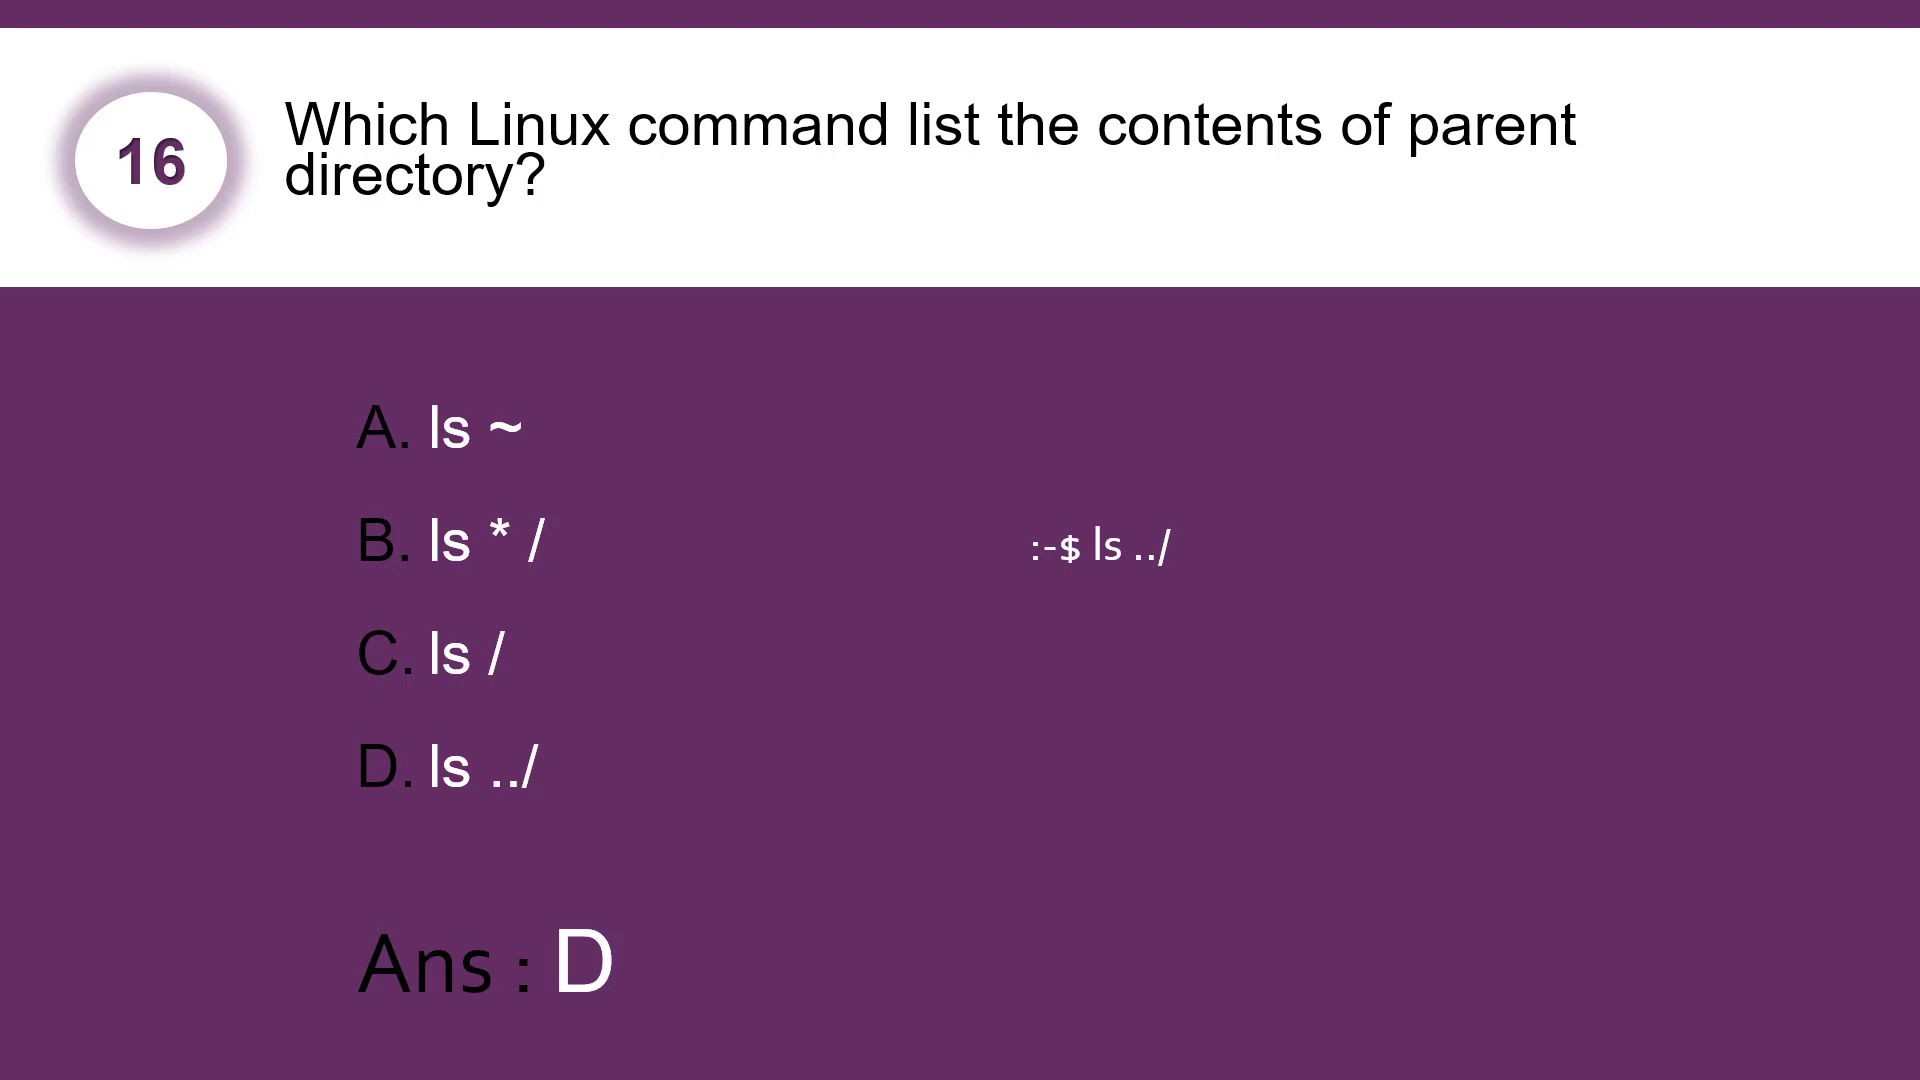 16
Which Linux command list the contents of parent
directory?
A. ls ~
B. ls * /
:-$ ls ../
C. ls /
D. ls ../
Ans : D